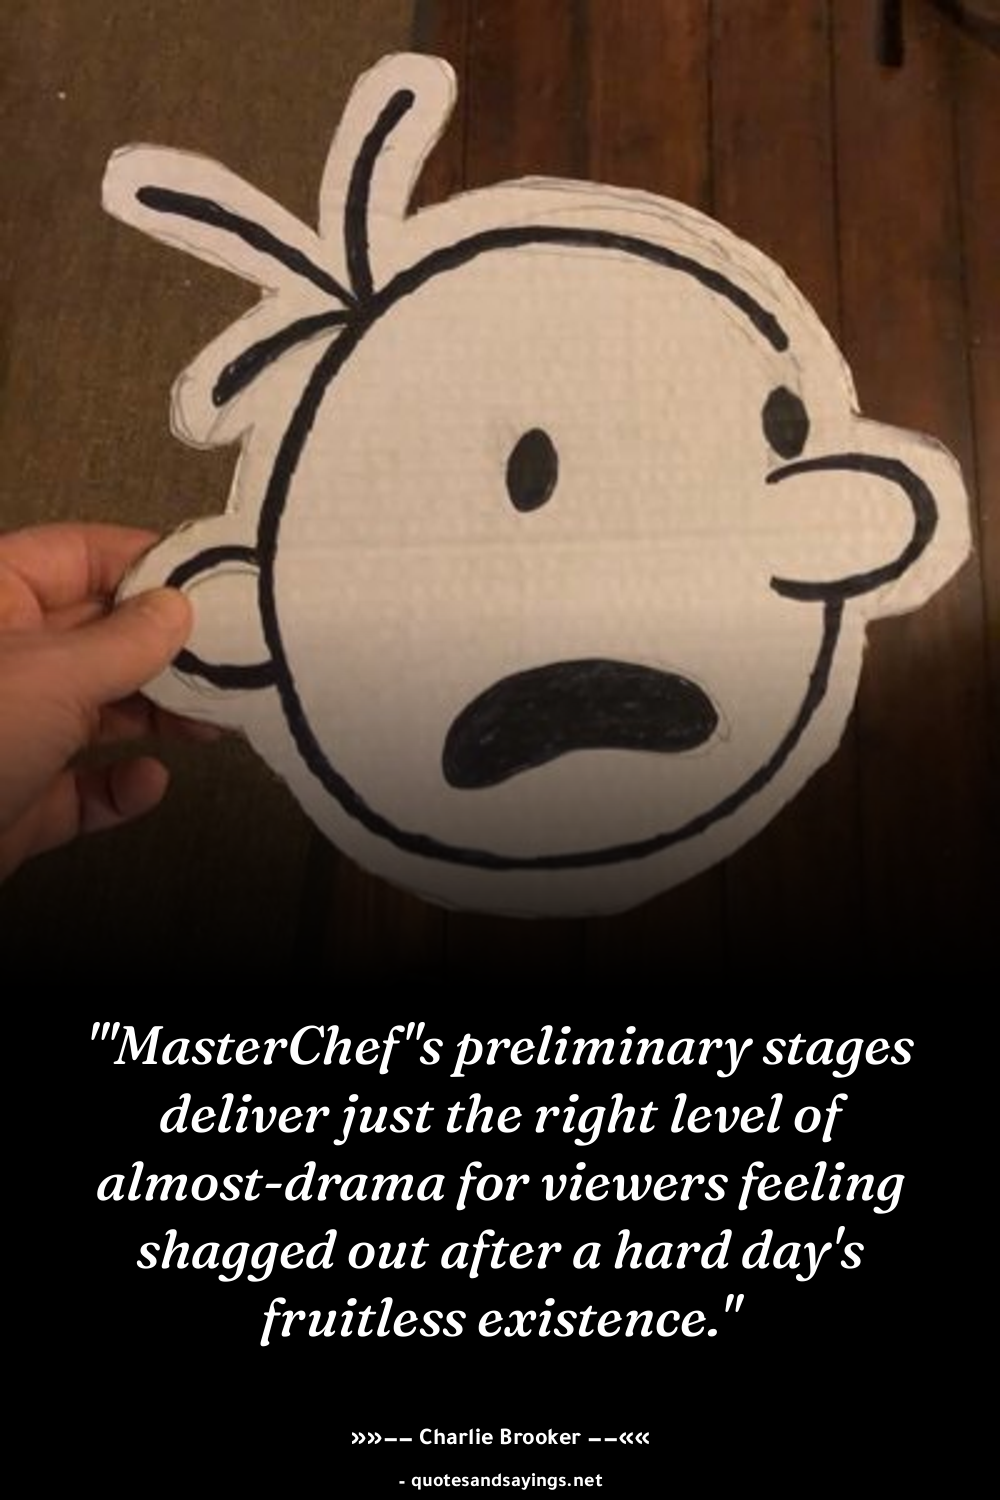 "'MasterChef"s preliminary stages
deliver just the right level of
almost-drama for viewers feeling
shagged out after a hard day's
fruitless existence."
»»−− Charlie Brooker −−««
- quotesandsayings.net